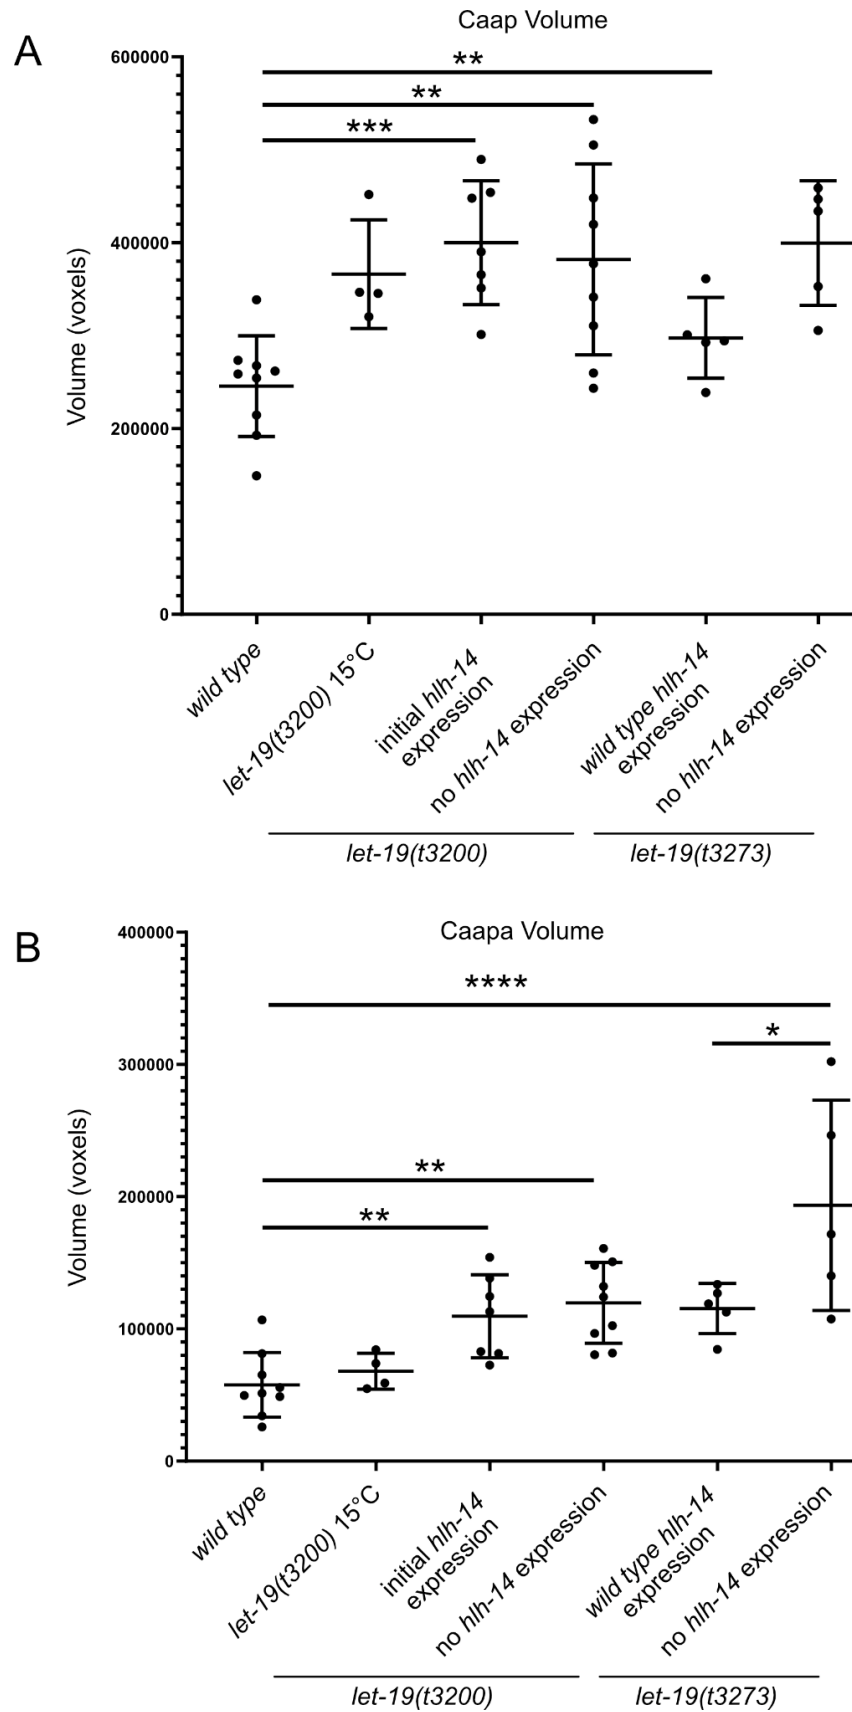 A
Caap Volume
Volume (voxels)
600000
400000
200000
0
**
**
***
wild type
let-19(t3200) 15°C
initial hlh-14
expression
no hlh-14 expression
wild type hlh-14
expression
no hlh-14 expression
let-19(t3200)
let-19(t3273)
B
Caapa Volume
Volume (voxels)
400000
300000
200000
100000
0
****
*
**
**
wild type
let-19(t3200) 15°C
initial hlh-14
expression
no hlh-14 expression
wild type hlh-14
expression
no hlh-14 expression
let-19(t3200)
let-19(t3273)